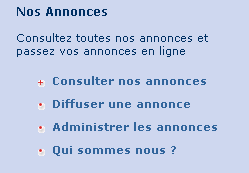 Nos Annonces
Consultez toutes nos annonces et
passez vos annonces en ligne
Consulter nos annonces
Diffuser une annonce
Administrer les annonces
Qui sommes nous ?